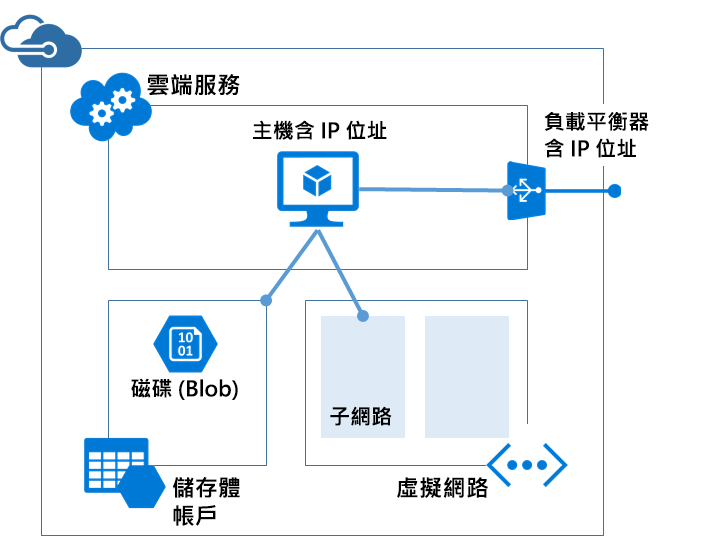 雲端服務
主機含 IP 位址
負載平衡器
含 IP 位址
10
01
磁碟 (Blob)
子網路
儲存體
帳戶
虛擬網路